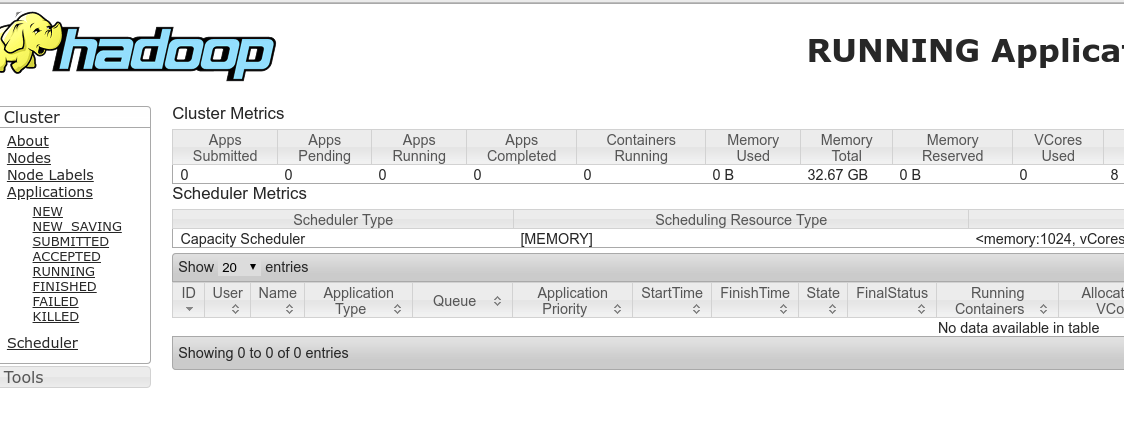 hadoop
RUNNING Applica
Cluster
About
Nodes
Node Labels
Applications
NEW
NEW_SAVING
SUBMITTED
ACCEPTED
RUNNING
FINISHED
FAILED
KILLED
Scheduler
Tools
Cluster Metrics
Apps Submitted Apps Pending Apps Running Apps Completed Containers Running Memory Used Memory Total Memory Reserved VCores Used
0 0 0 0 0 0 B 32.67 GB 0 B 0 8
Scheduler Metrics
Scheduler Type Scheduling Resource Type
Capacity Scheduler [MEMORY] <memory:1024, vCores
Show 20 entries
ID User Name Application Type Queue Application Priority StartTime FinishTime State FinalStatus Running Containers Allocat VCo
No data available in table
Showing 0 to 0 of 0 entries